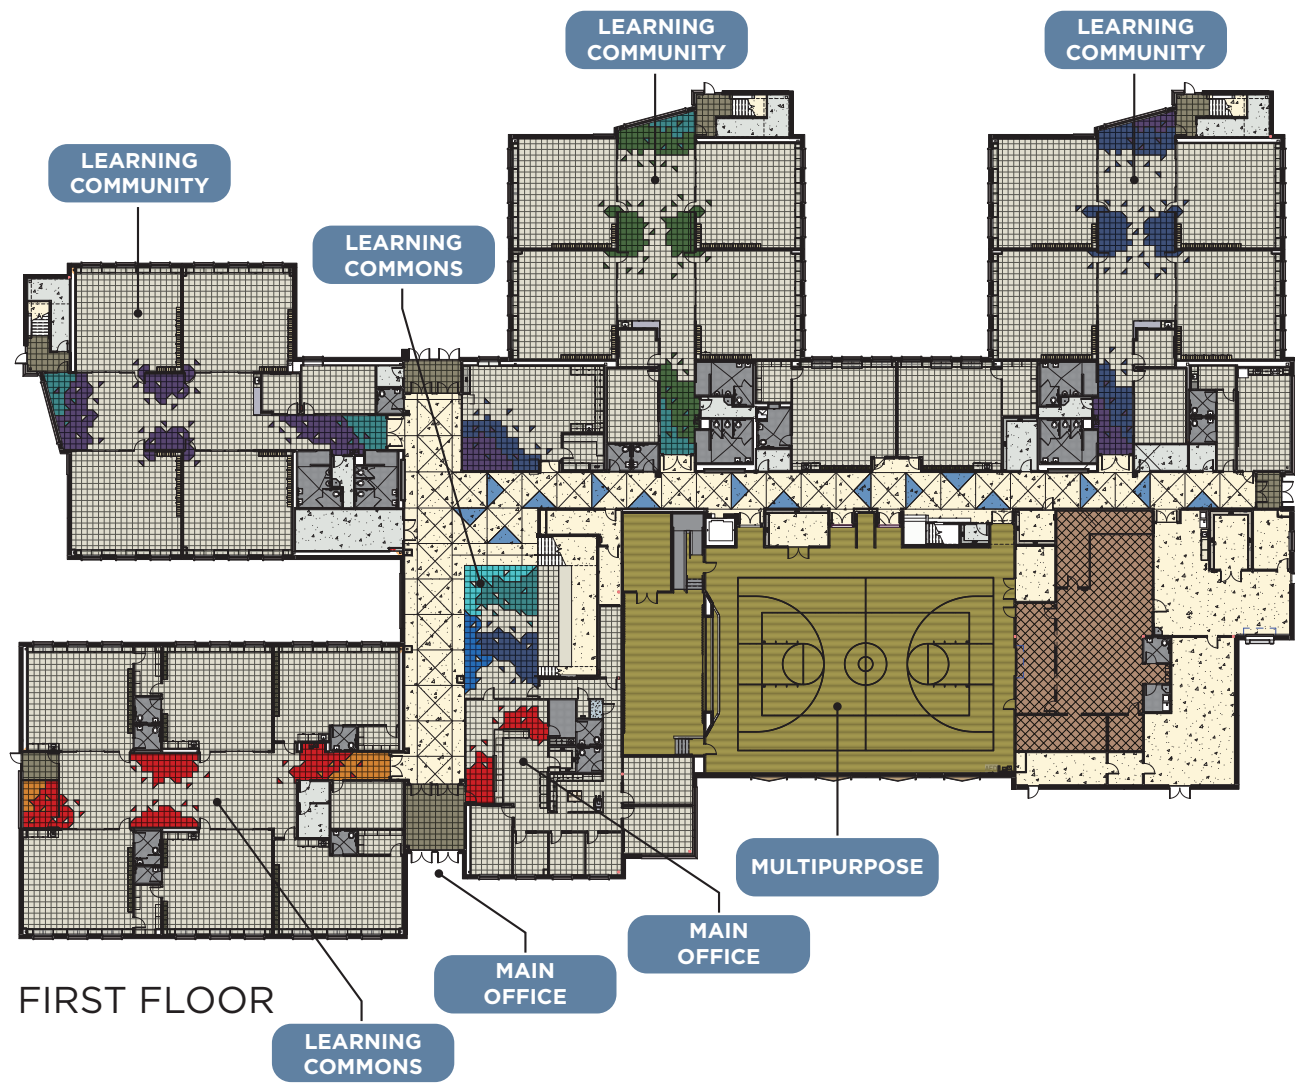 LEARNING
COMMUNITY
LEARNING
COMMUNITY
LEARNING
COMMUNITY
LEARNING
COMMONS
MULTIPURPOSE
MAIN
OFFICE
MAIN
OFFICE
FIRST FLOOR
LEARNING
COMMONS